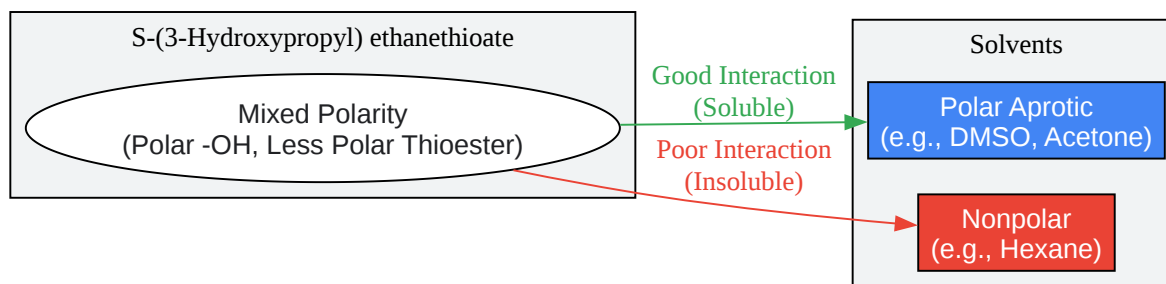 S-(3-Hydroxypropyl) ethanethioate
Mixed Polarity
(Polar -OH, Less Polar Thioester)
Good Interaction
(Soluble)
Poor Interaction
(Insoluble)
Solvents
Polar Aprotic
(e.g., DMSO, Acetone)
Nonpolar
(e.g., Hexane)